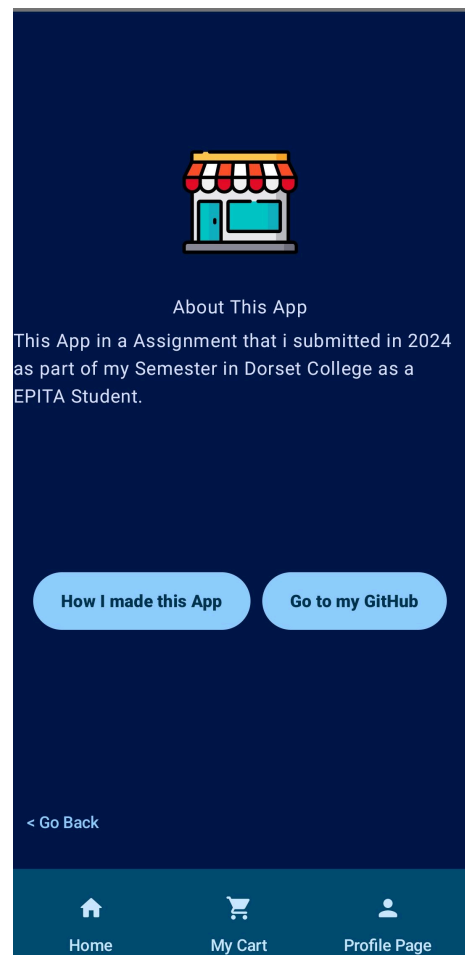 About This App
This App in a Assignment that i submitted in 2024
as part of my Semester in Dorset College as a
EPITA Student.
How I made this App
Go to my GitHub
< Go Back
Home
My Cart
Profile Page